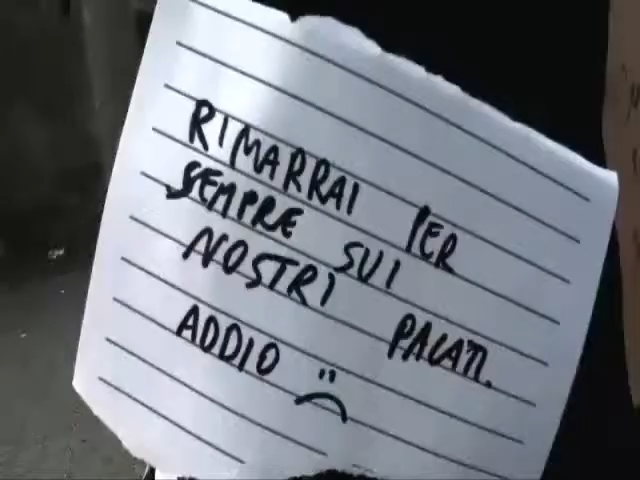 RIMARRAI PER
SEMPRE SUI
NOSTRI PALATI.
ADDIO :(